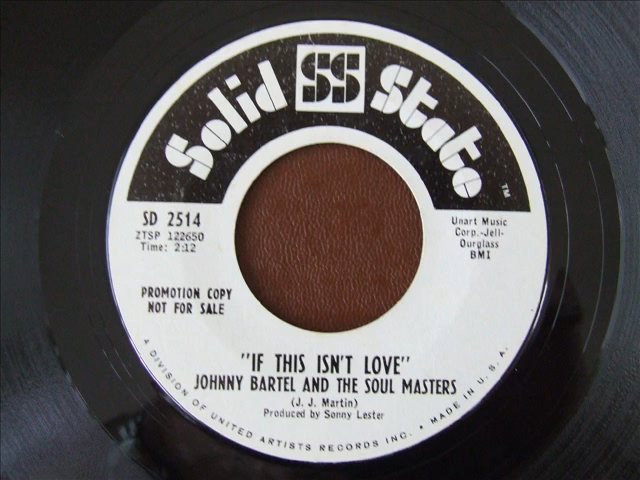 Solid SS State TM
SD 2514
ZTSP 122650
Time: 2:12
Unart Music
Corp.-Jell-
Ourglass
BMI
PROMOTION COPY
NOT FOR SALE
"IF THIS ISN'T LOVE"
JOHNNY BARTEL AND THE SOUL MASTERS
(J. J. Martin)
Produced by Sonny Lester
A DIVISION OF UNITED ARTISTS RECORDS INC. • MADE IN U.S.A.